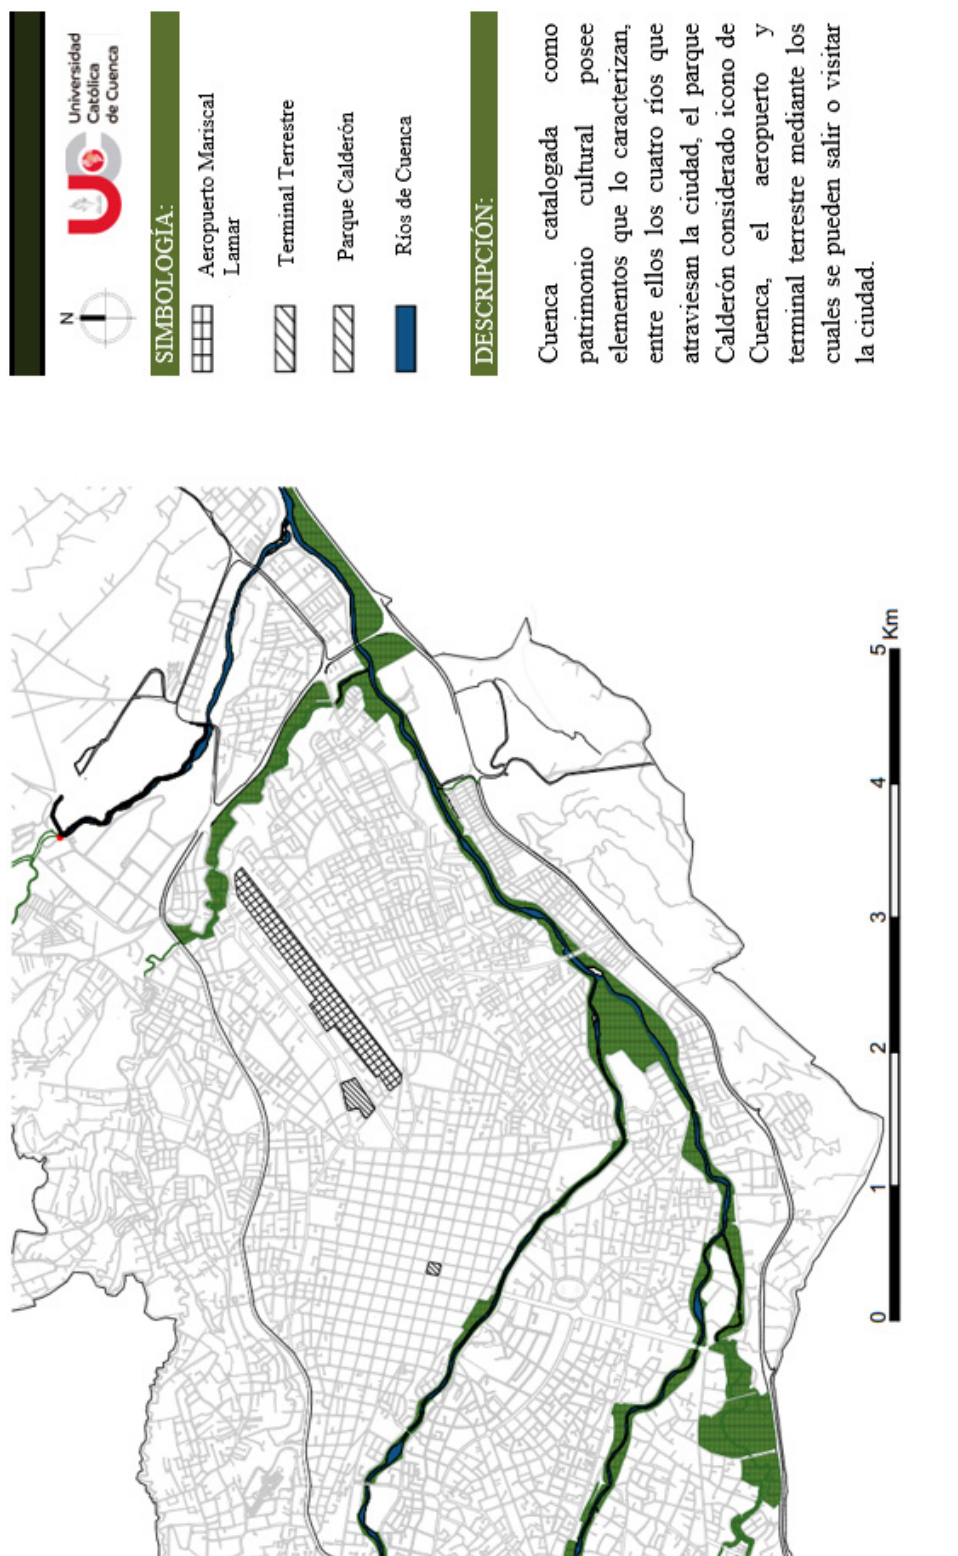 Universidad
Católica
de Cuenca
N
SIMBOLOGÍA:
Aeropuerto Mariscal
Lamar
Terminal Terrestre
Parque Calderón
Ríos de Cuenca
DESCRIPCIÓN:
Cuenca catalogada como
patrimonio cultural posee
elementos que lo caracterizan,
entre ellos los cuatro ríos que
atraviesan la ciudad, el parque
Calderón considerado icono de
Cuenca, el aeropuerto y
terminal terrestre mediante los
cuales se pueden salir o visitar
la ciudad.
0 1 2 3 4 5
Km